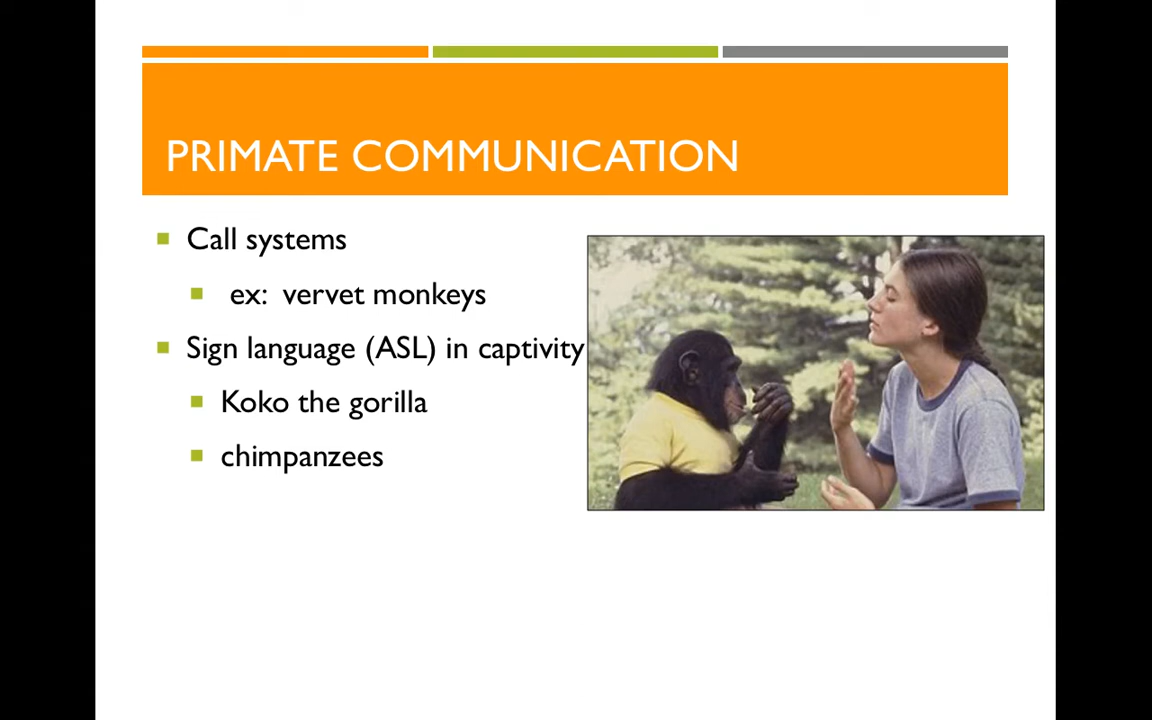 PRIMATE COMMUNICATION
Call systems
ex: vervet monkeys
Sign language (ASL) in captivity
Koko the gorilla
chimpanzees